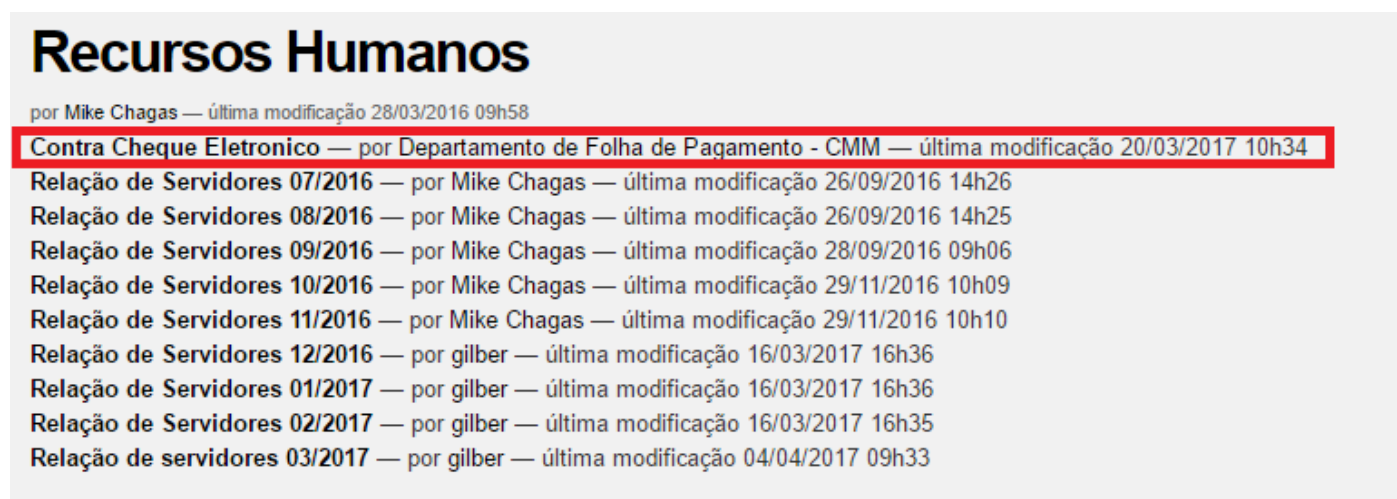 Recursos Humanos
por Mike Chagas — última modificação 28/03/2016 09h58
Contra Cheque Eletronico — por Departamento de Folha de Pagamento - CMM — última modificação 20/03/2017 10h34
Relação de Servidores 07/2016 — por Mike Chagas — última modificação 26/09/2016 14h26
Relação de Servidores 08/2016 — por Mike Chagas — última modificação 26/09/2016 14h25
Relação de Servidores 09/2016 — por Mike Chagas — última modificação 28/09/2016 09h06
Relação de Servidores 10/2016 — por Mike Chagas — última modificação 29/11/2016 10h09
Relação de Servidores 11/2016 — por Mike Chagas — última modificação 29/11/2016 10h10
Relação de Servidores 12/2016 — por gilber — última modificação 16/03/2017 16h36
Relação de Servidores 01/2017 — por gilber — última modificação 16/03/2017 16h36
Relação de Servidores 02/2017 — por gilber — última modificação 16/03/2017 16h35
Relação de servidores 03/2017 — por gilber — última modificação 04/04/2017 09h33